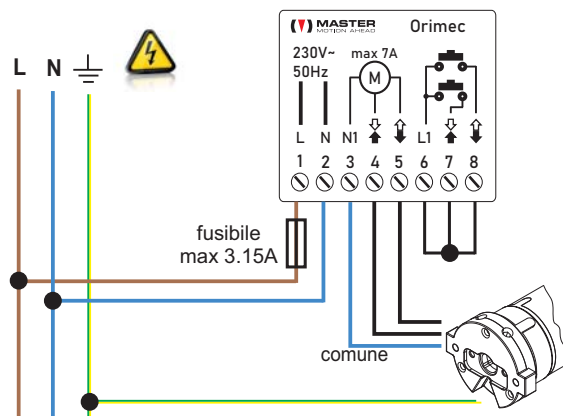 MASTER
MOTION AHEAD
Orimec
230V~
50Hz
max 7A
M
L N
L N N1 L1
1 2 3 4 5 6 7 8
fusibile
max 3.15A
comune